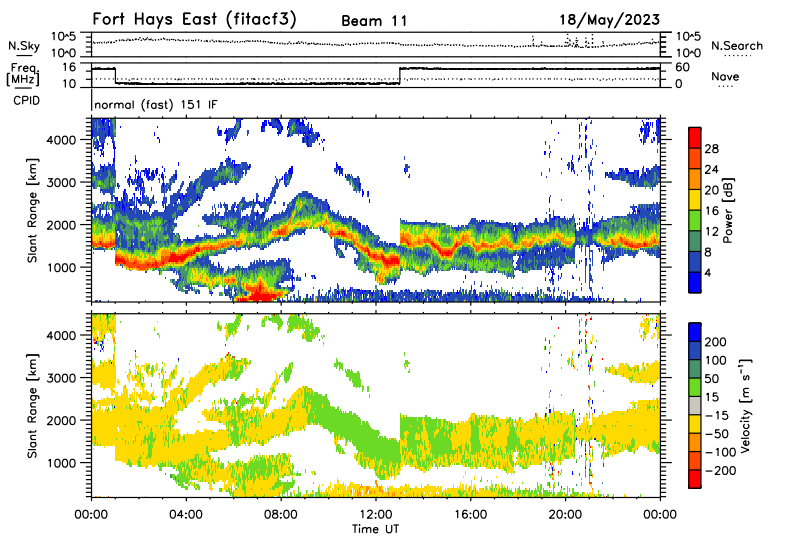 Fort Hays East (fitacf3) Beam 11 18/May/2023
N.Sky 10^5 10^0 10^5 10^0 N.Search
Freq. [MHz] 16 10 60 0 Nave
CPID normal (fast) 151 IF
Slant Range [km] 4000 3000 2000 1000
Power [dB] 28 24 20 16 12 8 4
Slant Range [km] 4000 3000 2000 1000
Velocity [m s⁻¹] 200 100 50 15 −15 −50 −100 −200
00:00 04:00 08:00 12:00 16:00 20:00 00:00
Time UT